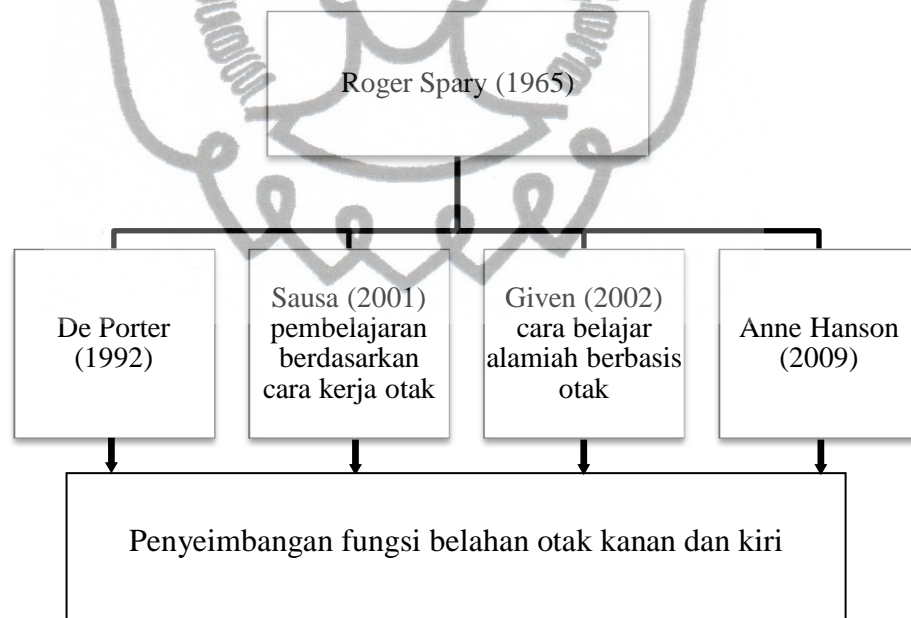 Roger Spary (1965)
De Porter
(1992)
Sausa (2001)
pembelajaran
berdasarkan
cara kerja otak
Given (2002)
cara belajar
alamiah berbasis
otak
Anne Hanson
(2009)
Penyeimbangan fungsi belahan otak kanan dan kiri